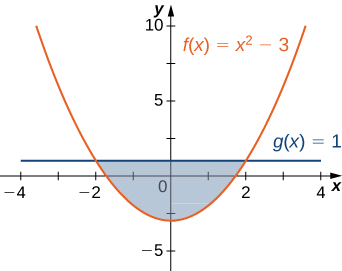 y
10
f(x) = x² − 3
5
g(x) = 1
−4 −2 0 2 4 x
−5